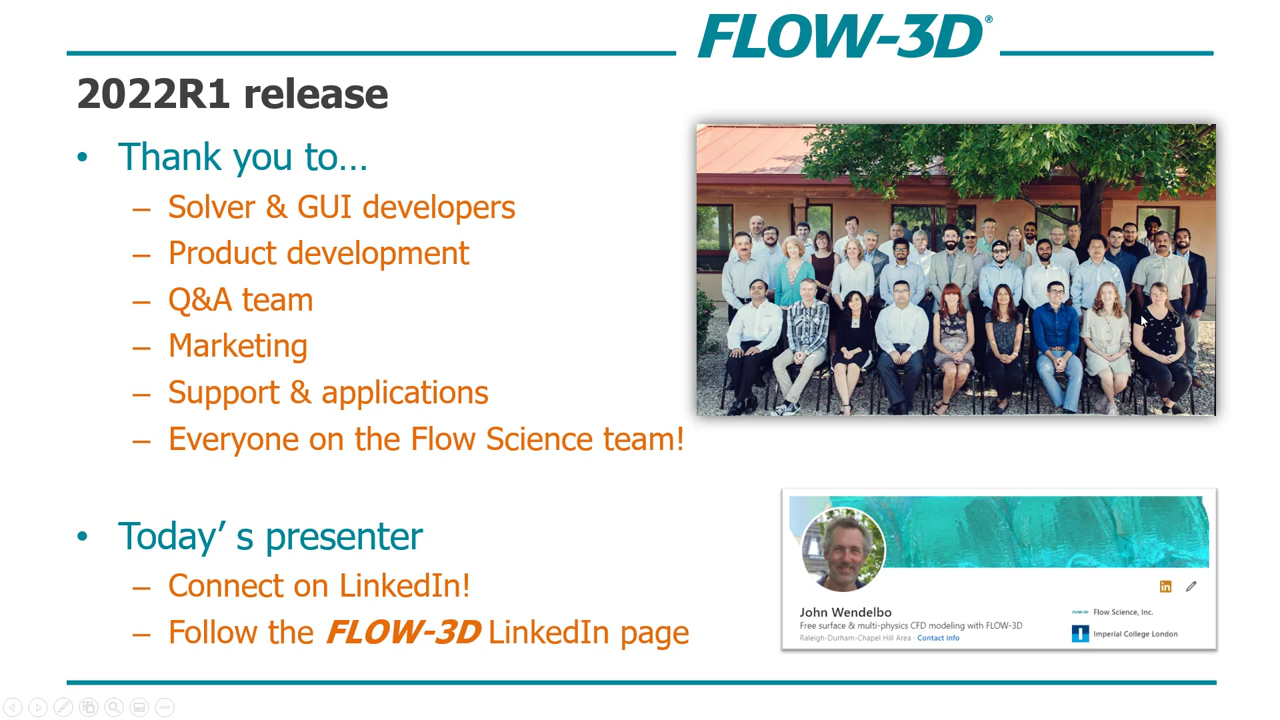 FLOW-3D®
2022R1 release
• Thank you to…
– Solver & GUI developers
– Product development
– Q&A team
– Marketing
– Support & applications
– Everyone on the Flow Science team!
• Today’ s presenter
– Connect on LinkedIn!
– Follow the FLOW-3D LinkedIn page
in
John Wendelbo
Free surface & multi-physics CFD modeling with FLOW-3D
Raleigh-Durham-Chapel Hill Area · Contact info
FLOW-3D Flow Science, Inc.
Imperial College London